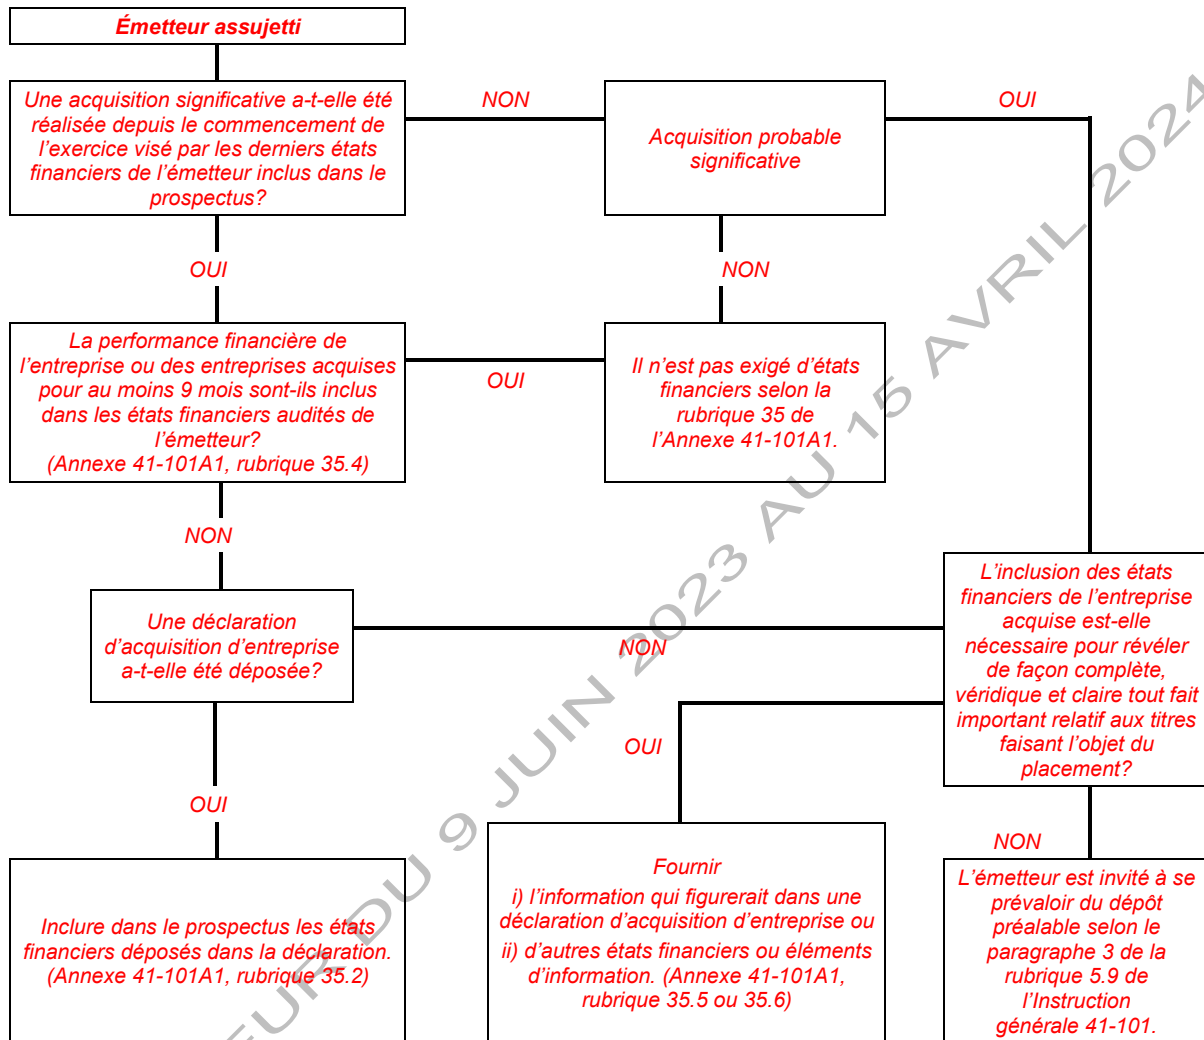 Émetteur assujetti
Une acquisition significative a-t-elle été
réalisée depuis le commencement de
l'exercice visé par les derniers états
financiers de l'émetteur inclus dans le
prospectus?
NON
Acquisition probable
significative
OUI
OUI
NON
La performance financière de
l'entreprise ou des entreprises acquises
pour au moins 9 mois sont-ils inclus
dans les états financiers audités de
l'émetteur?
(Annexe 41-101A1, rubrique 35.4)
OUI
Il n'est pas exigé d'états
financiers selon la
rubrique 35 de
l'Annexe 41-101A1.
NON
Une déclaration
d'acquisition d'entreprise
a-t-elle été déposée?
NON
L'inclusion des états
financiers de l'entreprise
acquise est-elle
nécessaire pour révéler
de façon complète,
véridique et claire tout fait
important relatif aux titres
faisant l'objet du
placement?
OUI
OUI
NON
Inclure dans le prospectus les états
financiers déposés dans la déclaration.
(Annexe 41-101A1, rubrique 35.2)
Fournir
i) l'information qui figurerait dans une
déclaration d'acquisition d'entreprise ou
ii) d'autres états financiers ou éléments
d'information. (Annexe 41-101A1,
rubrique 35.5 ou 35.6)
L'émetteur est invité à se
prévaloir du dépôt
préalable selon le
paragraphe 3 de la
rubrique 5.9 de
l'Instruction
générale 41-101.
EUR DU 9 JUIN 2023 AU 15 AVRIL 2024